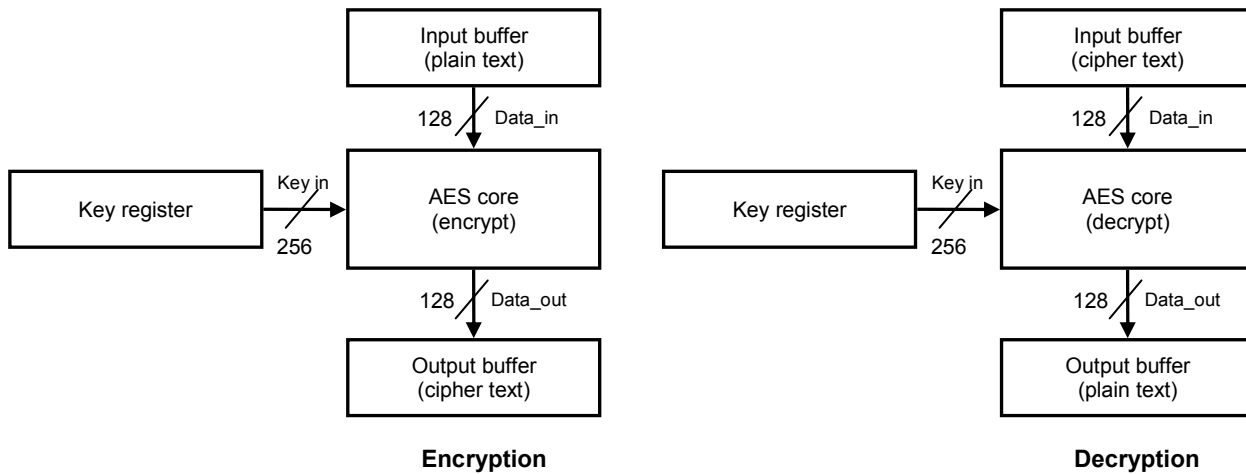 Input buffer
(plain text)
128
Data_in
Key register
Key in
256
AES core
(encrypt)
128
Data_out
Output buffer
(cipher text)
Encryption
Input buffer
(cipher text)
128
Data_in
Key register
Key in
256
AES core
(decrypt)
128
Data_out
Output buffer
(plain text)
Decryption